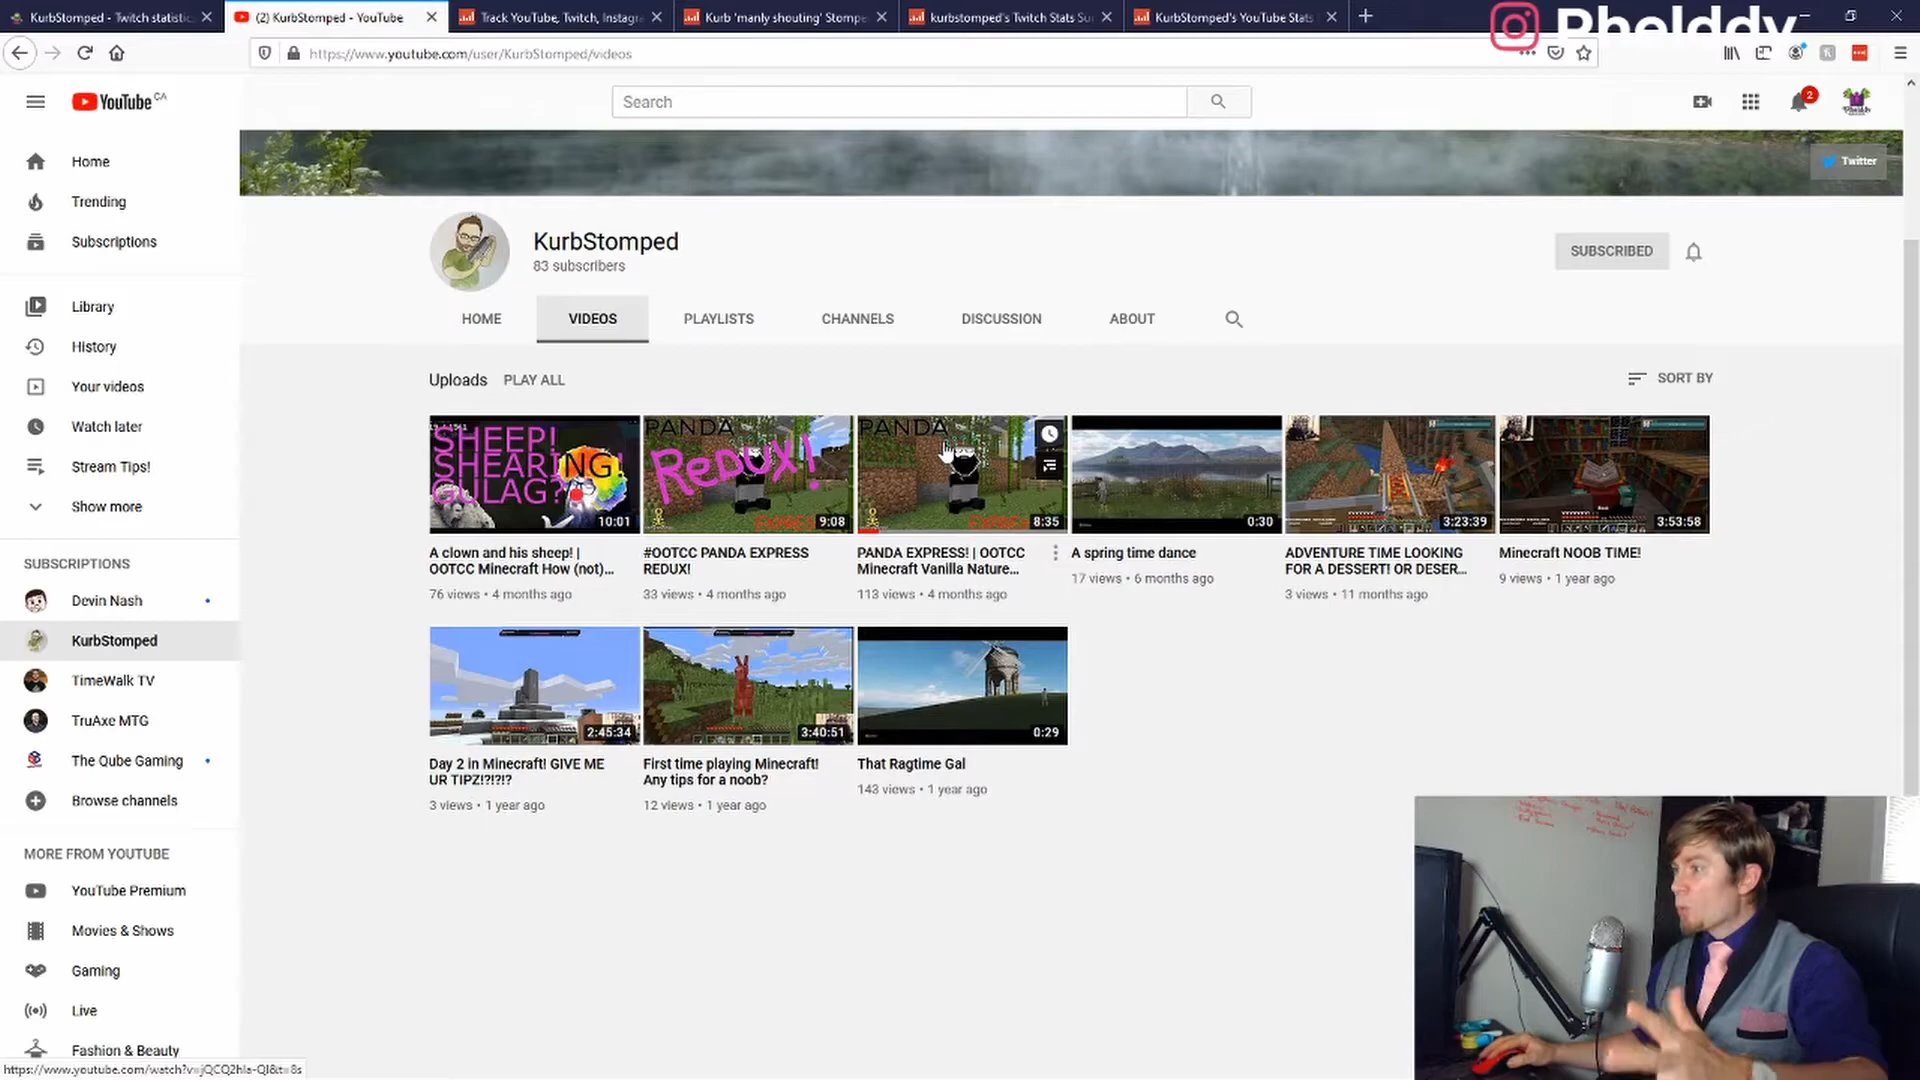 KurbStomped - Twitch statistic
(2) KurbStomped - YouTube
Track YouTube, Twitch, Instagra
Kurb 'manly shouting' Stompe
kurbstomped's Twitch Stats Su
KurbStomped's YouTube Stats
Phelddy
https://www.youtube.com/user/KurbStomped/videos
YouTube CA
Search
2
Home
Trending
Subscriptions
Library
History
Your videos
Watch later
Stream Tips!
Show more
SUBSCRIPTIONS
Devin Nash
KurbStomped
TimeWalk TV
TruAxe MTG
The Qube Gaming
Browse channels
MORE FROM YOUTUBE
YouTube Premium
Movies & Shows
Gaming
Live
Fashion & Beauty
Twitter
KurbStomped
83 subscribers
SUBSCRIBED
HOME
VIDEOS
PLAYLISTS
CHANNELS
DISCUSSION
ABOUT
Uploads
PLAY ALL
SORT BY
SHEEP!
SHEARING!
GULAG?
10:01
A clown and his sheep! |
OOTCC Minecraft How (not)...
76 views • 4 months ago
PANDA
REDUX!
EXPRES
9:08
#OOTCC PANDA EXPRESS
REDUX!
33 views • 4 months ago
PANDA
EXPRES
8:35
PANDA EXPRESS! | OOTCC
Minecraft Vanilla Nature...
113 views • 4 months ago
0:30
A spring time dance
17 views • 6 months ago
3:23:39
ADVENTURE TIME LOOKING
FOR A DESSERT! OR DESER...
3 views • 11 months ago
3:53:58
Minecraft NOOB TIME!
9 views • 1 year ago
2:45:34
Day 2 in Minecraft! GIVE ME
UR TIPZ!?!?!?
3 views • 1 year ago
3:40:51
First time playing Minecraft!
Any tips for a noob?
12 views • 1 year ago
0:29
That Ragtime Gal
143 views • 1 year ago